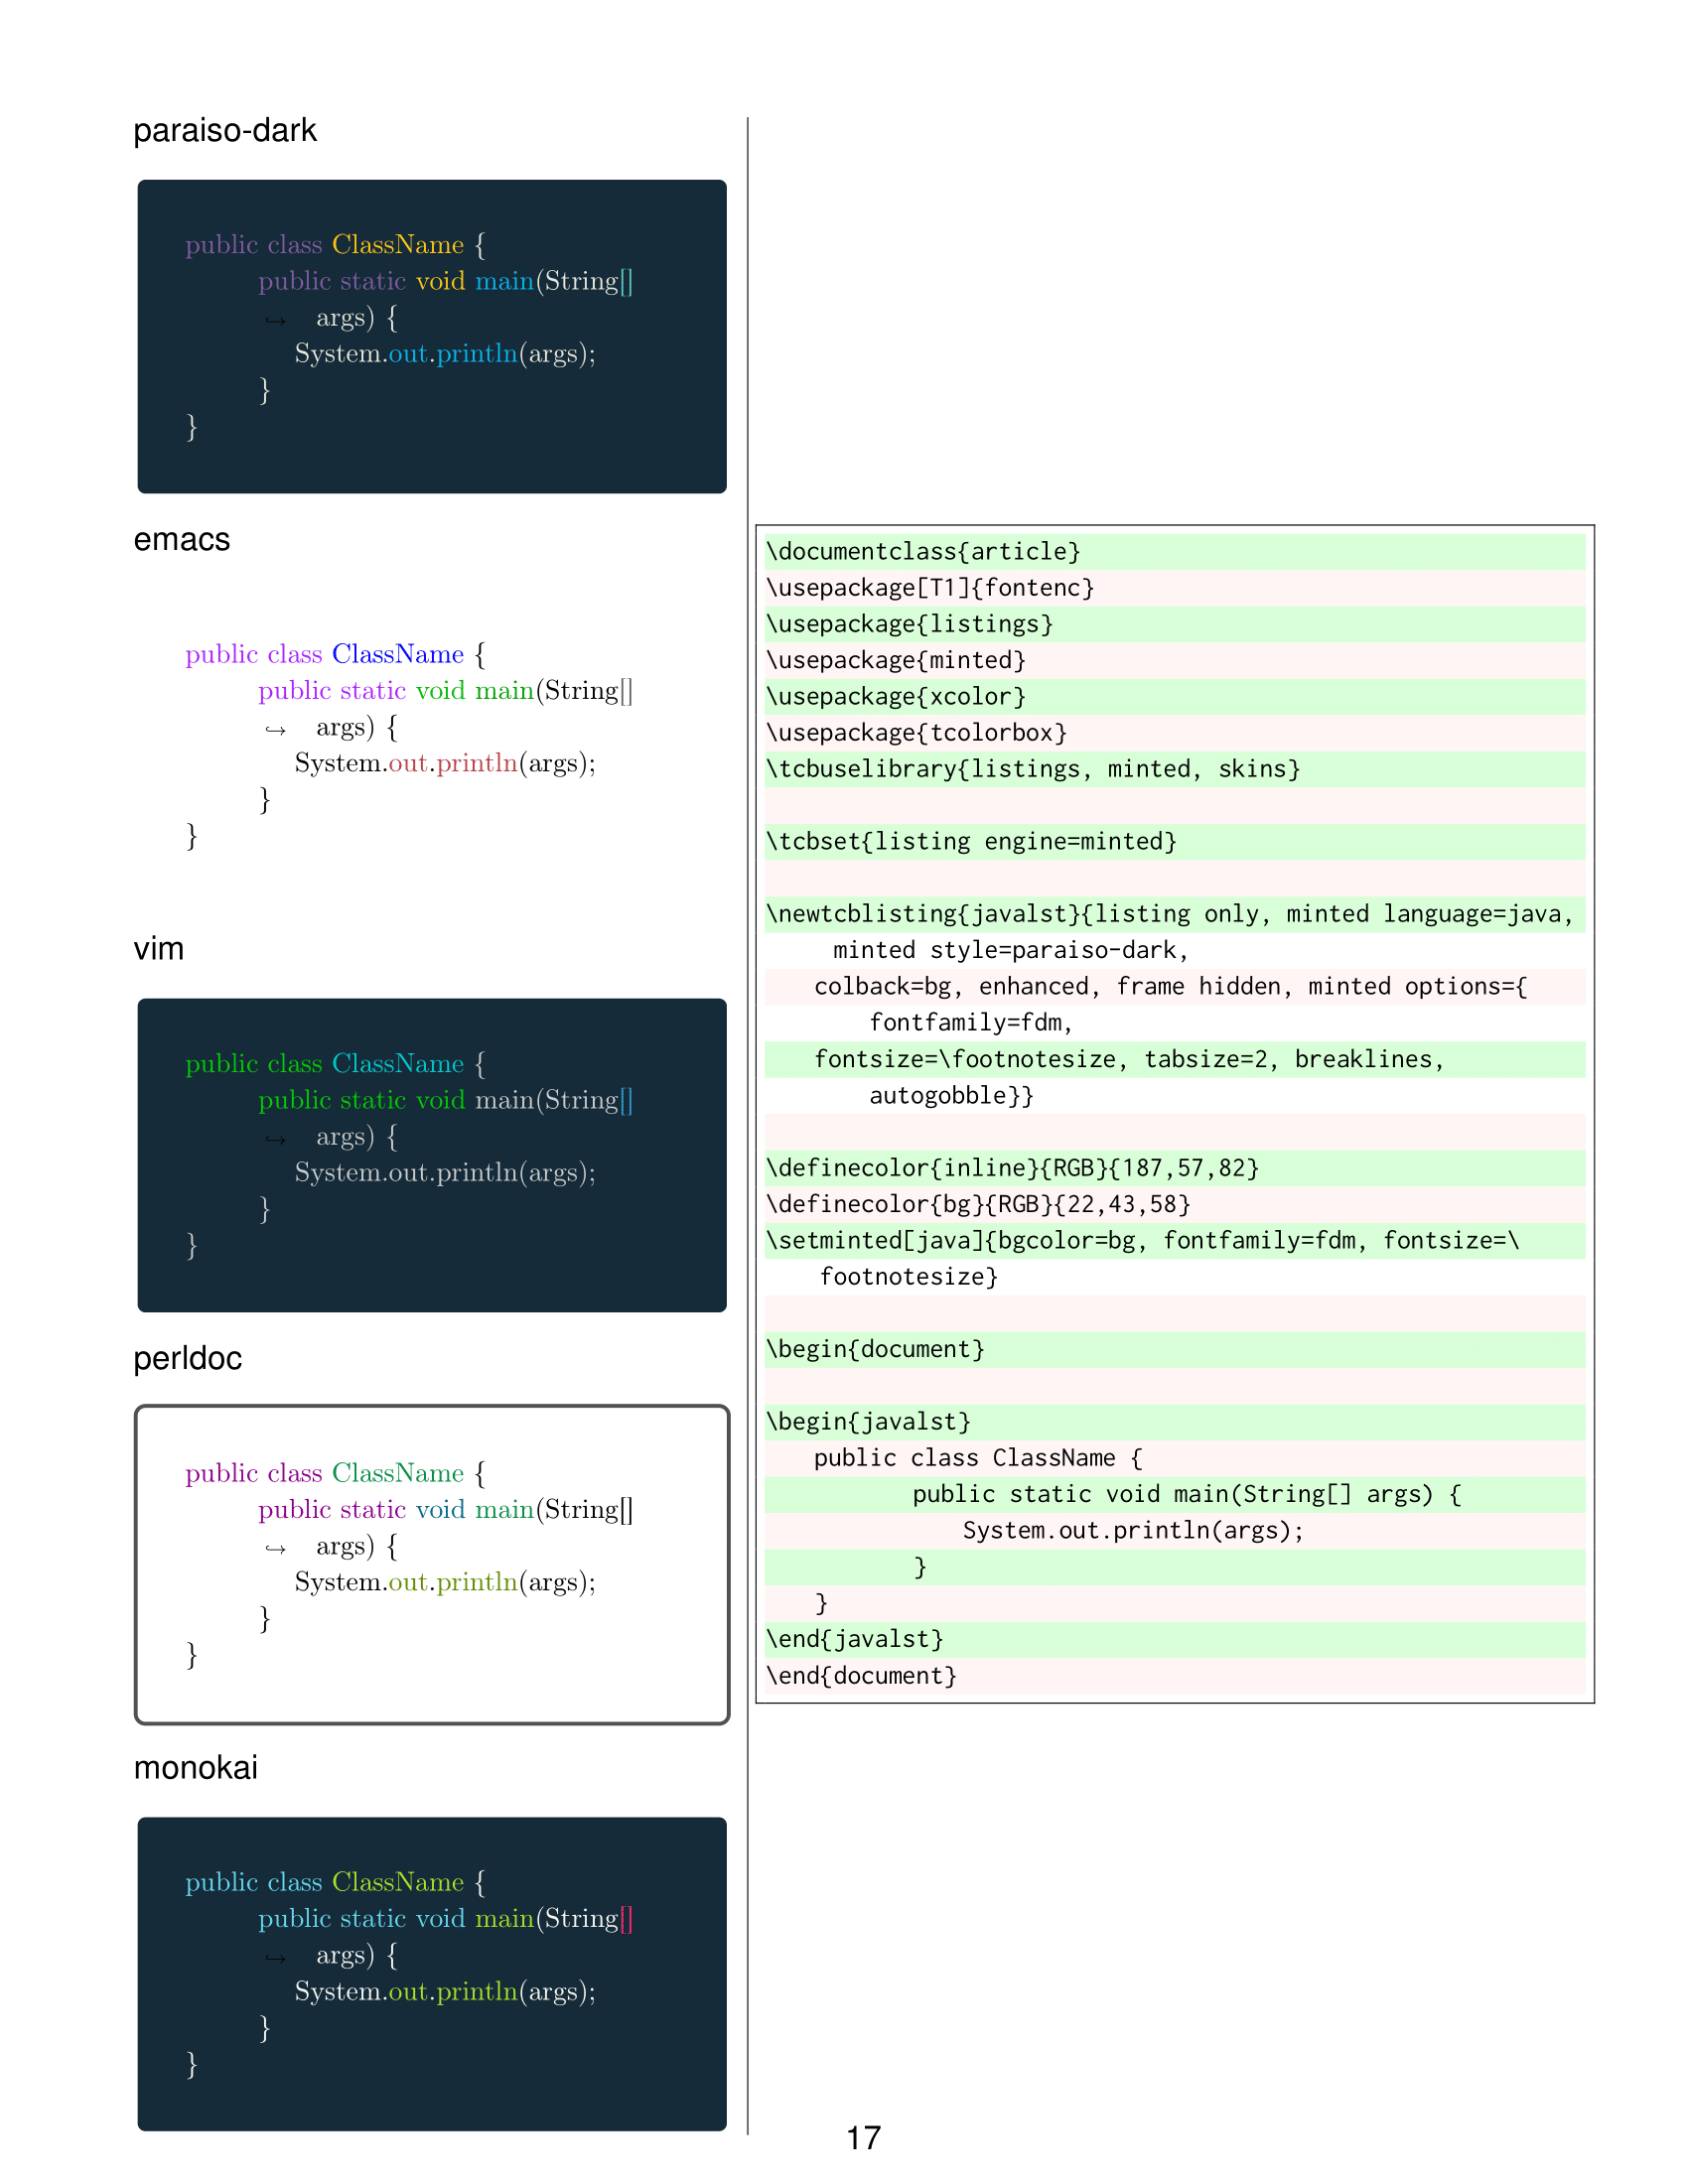 paraiso-dark
public class ClassName {
public static void main(String[]
↪ args) {
System.out.println(args);
}
}
emacs
public class ClassName {
public static void main(String[]
↪ args) {
System.out.println(args);
}
}
vim
public class ClassName {
public static void main(String[]
↪ args) {
System.out.println(args);
}
}
perldoc
public class ClassName {
public static void main(String[]
↪ args) {
System.out.println(args);
}
}
monokai
public class ClassName {
public static void main(String[]
↪ args) {
System.out.println(args);
}
}
\documentclass{article}
\usepackage[T1]{fontenc}
\usepackage{listings}
\usepackage{minted}
\usepackage{xcolor}
\usepackage{tcolorbox}
\tcbuselibrary{listings, minted, skins}
\tcbset{listing engine=minted}
\newtcblisting{javalst}{listing only, minted language=java,
minted style=paraiso-dark,
colback=bg, enhanced, frame hidden, minted options={
fontfamily=fdm,
fontsize=\footnotesize, tabsize=2, breaklines,
autogobble}}
\definecolor{inline}{RGB}{187,57,82}
\definecolor{bg}{RGB}{22,43,58}
\setminted[java]{bgcolor=bg, fontfamily=fdm, fontsize=\
footnotesize}
\begin{document}
\begin{javalst}
public class ClassName {
public static void main(String[] args) {
System.out.println(args);
}
}
\end{javalst}
\end{document}
17